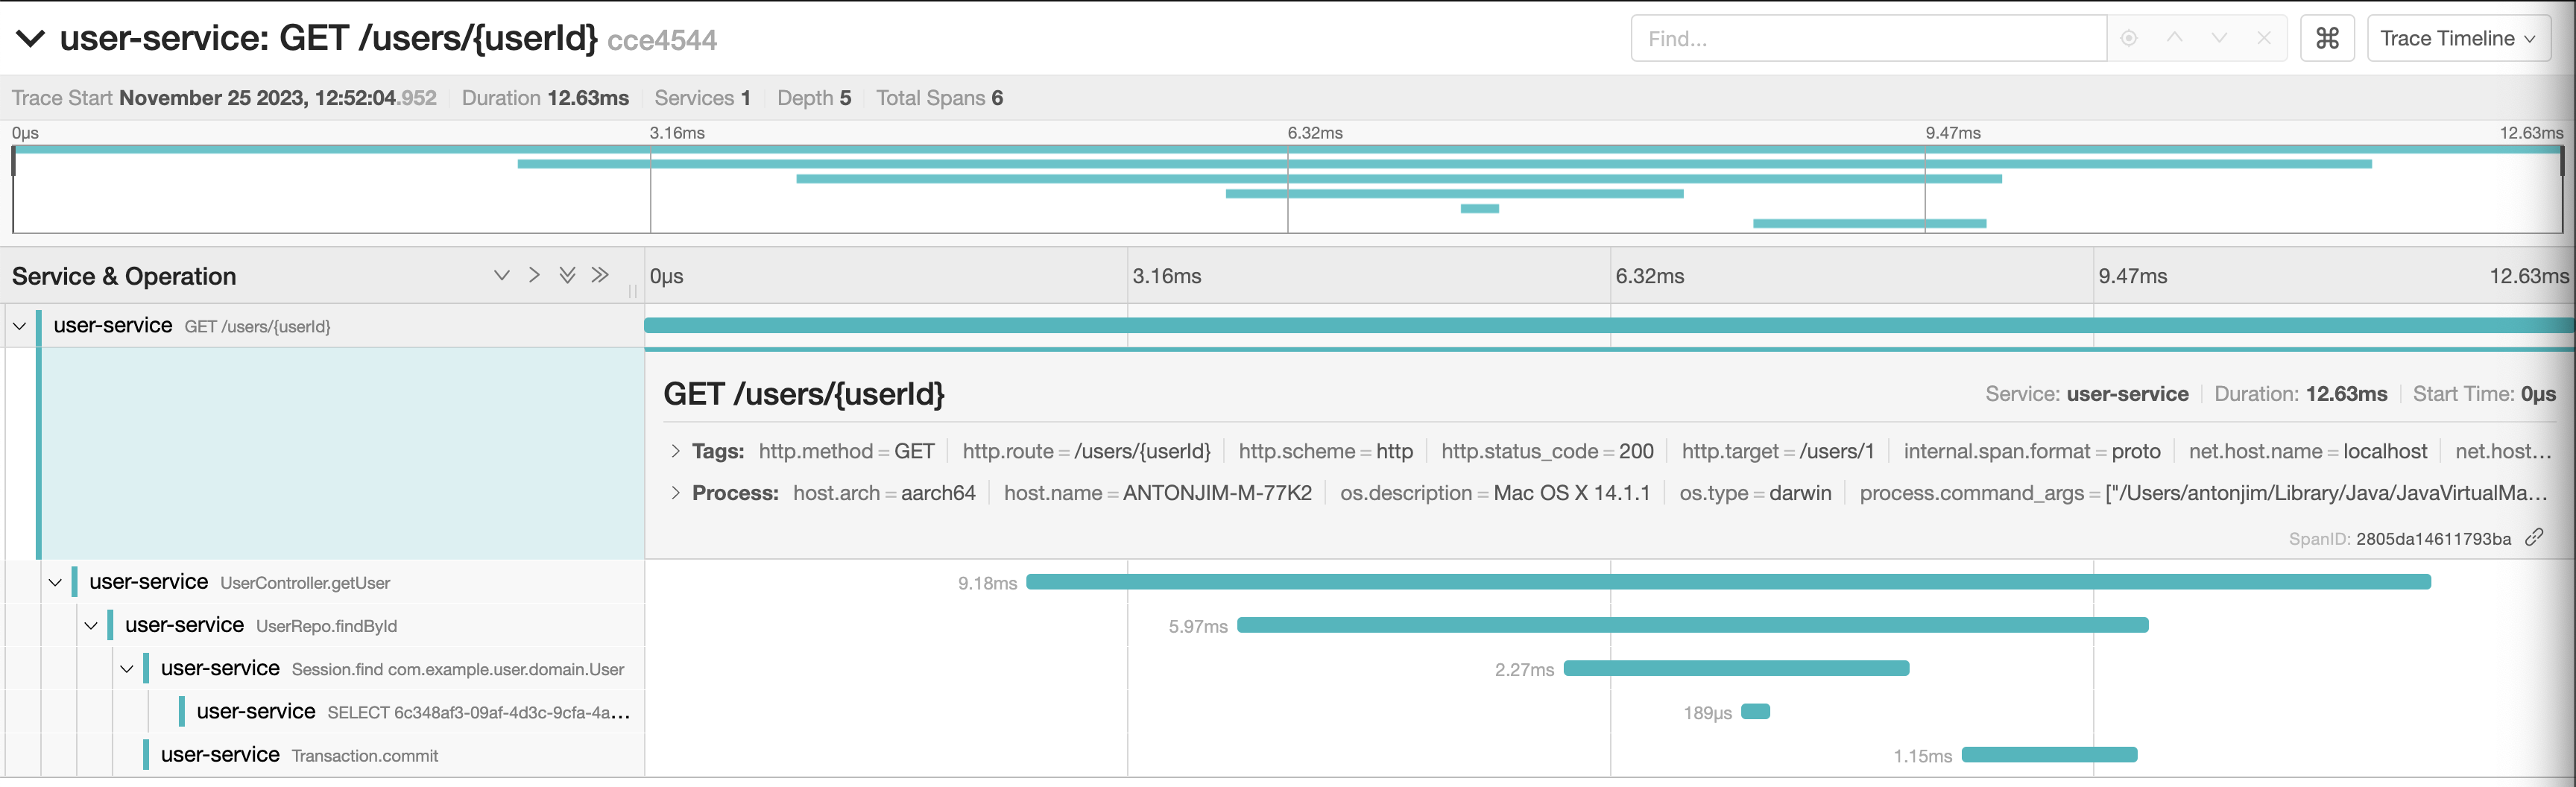 user-service: GET /users/{userId} cce4544 Find... ⌘ Trace Timeline
Trace Start November 25 2023, 12:52:04.952 Duration 12.63ms Services 1 Depth 5 Total Spans 6
0μs 3.16ms 6.32ms 9.47ms 12.63ms
Service & Operation 0μs 3.16ms 6.32ms 9.47ms 12.63ms
user-service GET /users/{userId}
GET /users/{userId} Service: user-service Duration: 12.63ms Start Time: 0μs
Tags: http.method = GET http.route = /users/{userId} http.scheme = http http.status_code = 200 http.target = /users/1 internal.span.format = proto net.host.name = localhost net.host...
Process: host.arch = aarch64 host.name = ANTONJIM-M-77K2 os.description = Mac OS X 14.1.1 os.type = darwin process.command_args = ["/Users/antonjim/Library/Java/JavaVirtualMa...
SpanID: 2805da14611793ba
user-service UserController.getUser 9.18ms
user-service UserRepo.findById 5.97ms
user-service Session.find com.example.user.domain.User 2.27ms
user-service SELECT 6c348af3-09af-4d3c-9cfa-4a... 189μs
user-service Transaction.commit 1.15ms